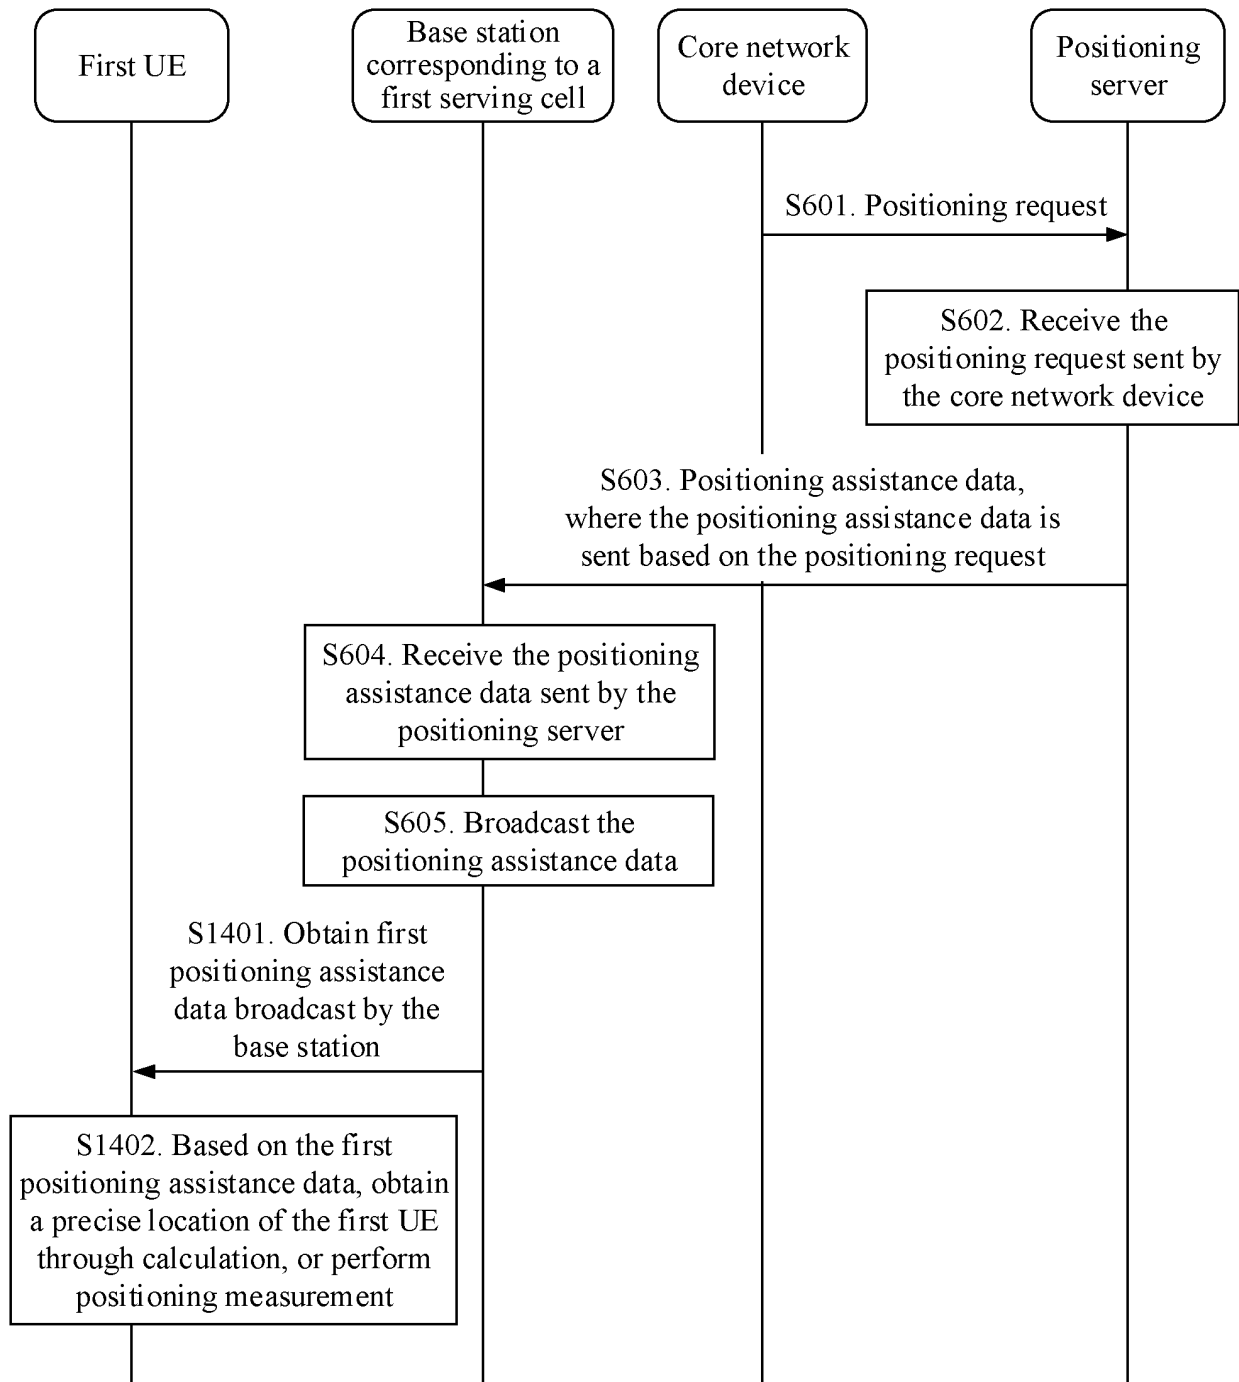 First UE
Base station
corresponding to a
first serving cell
Core network
device
Positioning
server
S601. Positioning request
S602. Receive the
positioning request sent by
the core network device
S603. Positioning assistance data,
where the positioning assistance data is
sent based on the positioning request
S604. Receive the positioning
assistance data sent by the
positioning server
S605. Broadcast the
positioning assistance data
S1401. Obtain first
positioning assistance
data broadcast by the
base station
S1402. Based on the first
positioning assistance data, obtain
a precise location of the first UE
through calculation, or perform
positioning measurement